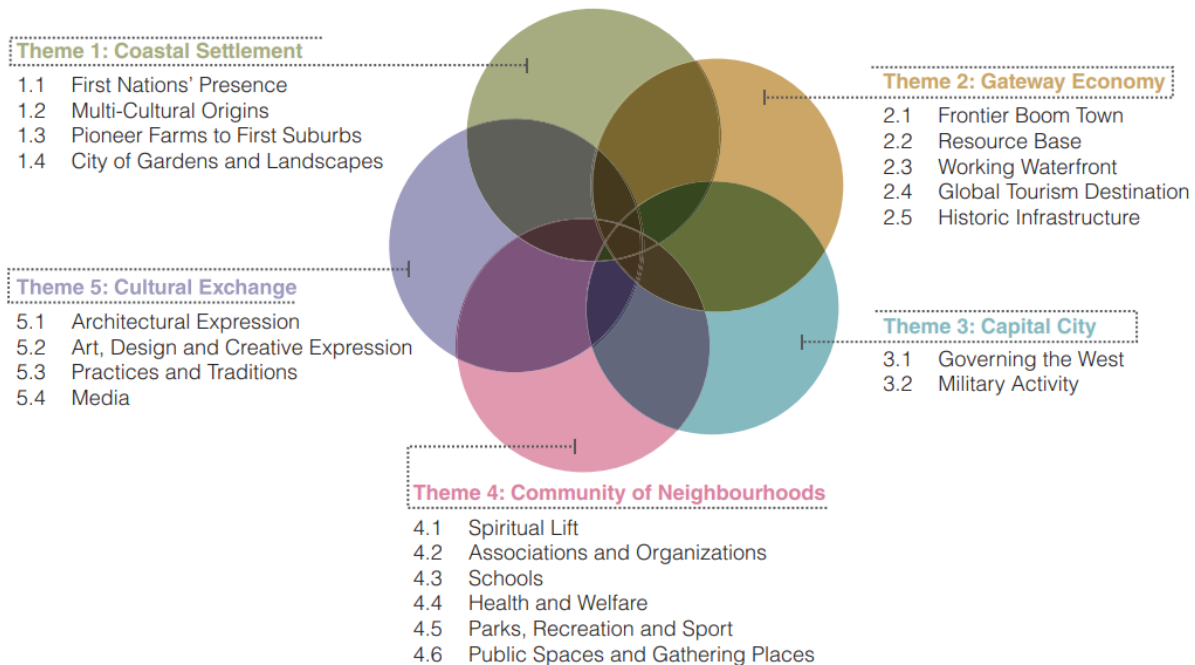 Theme 1: Coastal Settlement
1.1 First Nations’ Presence
1.2 Multi-Cultural Origins
1.3 Pioneer Farms to First Suburbs
1.4 City of Gardens and Landscapes
Theme 2: Gateway Economy
2.1 Frontier Boom Town
2.2 Resource Base
2.3 Working Waterfront
2.4 Global Tourism Destination
2.5 Historic Infrastructure
Theme 3: Capital City
3.1 Governing the West
3.2 Military Activity
Theme 4: Community of Neighbourhoods
4.1 Spiritual Lift
4.2 Associations and Organizations
4.3 Schools
4.4 Health and Welfare
4.5 Parks, Recreation and Sport
4.6 Public Spaces and Gathering Places
Theme 5: Cultural Exchange
5.1 Architectural Expression
5.2 Art, Design and Creative Expression
5.3 Practices and Traditions
5.4 Media